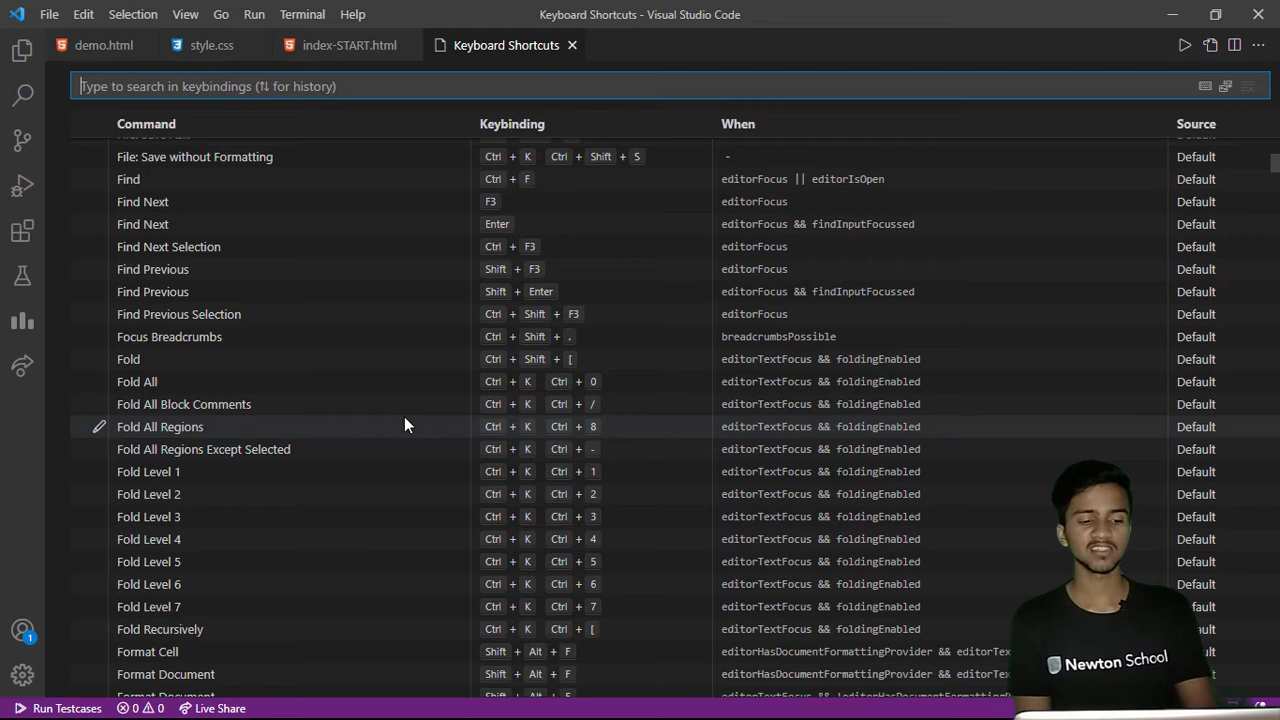 File Edit Selection View Go Run Terminal Help Keyboard Shortcuts - Visual Studio Code
demo.html style.css index-START.html Keyboard Shortcuts
Type to search in keybindings (⇅ for history)
Command Keybinding When Source
File: Save without Formatting Ctrl + K Ctrl + Shift + S - Default
Find Ctrl + F editorFocus || editorIsOpen Default
Find Next F3 editorFocus Default
Find Next Enter editorFocus && findInputFocussed Default
Find Next Selection Ctrl + F3 editorFocus Default
Find Previous Shift + F3 editorFocus Default
Find Previous Shift + Enter editorFocus && findInputFocussed Default
Find Previous Selection Ctrl + Shift + F3 editorFocus Default
Focus Breadcrumbs Ctrl + Shift + . breadcrumbsPossible Default
Fold Ctrl + Shift + [ editorTextFocus && foldingEnabled Default
Fold All Ctrl + K Ctrl + 0 editorTextFocus && foldingEnabled Default
Fold All Block Comments Ctrl + K Ctrl + / editorTextFocus && foldingEnabled Default
Fold All Regions Ctrl + K Ctrl + 8 editorTextFocus && foldingEnabled Default
Fold All Regions Except Selected Ctrl + K Ctrl + - editorTextFocus && foldingEnabled Default
Fold Level 1 Ctrl + K Ctrl + 1 editorTextFocus && foldingEnabled Default
Fold Level 2 Ctrl + K Ctrl + 2 editorTextFocus && foldingEnabled Default
Fold Level 3 Ctrl + K Ctrl + 3 editorTextFocus && foldingEnabled Default
Fold Level 4 Ctrl + K Ctrl + 4 editorTextFocus && foldingEnabled Default
Fold Level 5 Ctrl + K Ctrl + 5 editorTextFocus && foldingEnabled Default
Fold Level 6 Ctrl + K Ctrl + 6 editorTextFocus && foldingEnabled Default
Fold Level 7 Ctrl + K Ctrl + 7 editorTextFocus && foldingEnabled Default
Fold Recursively Ctrl + K Ctrl + [ editorTextFocus && foldingEnabled Default
Format Cell Shift + Alt + F editorHasDocumentFormattingProvider && editorTex Default
Format Document Shift + Alt + F editorHasDocumentFormattingProvider && editorTex Default
Newton School
1
Run Testcases 0 0 Live Share